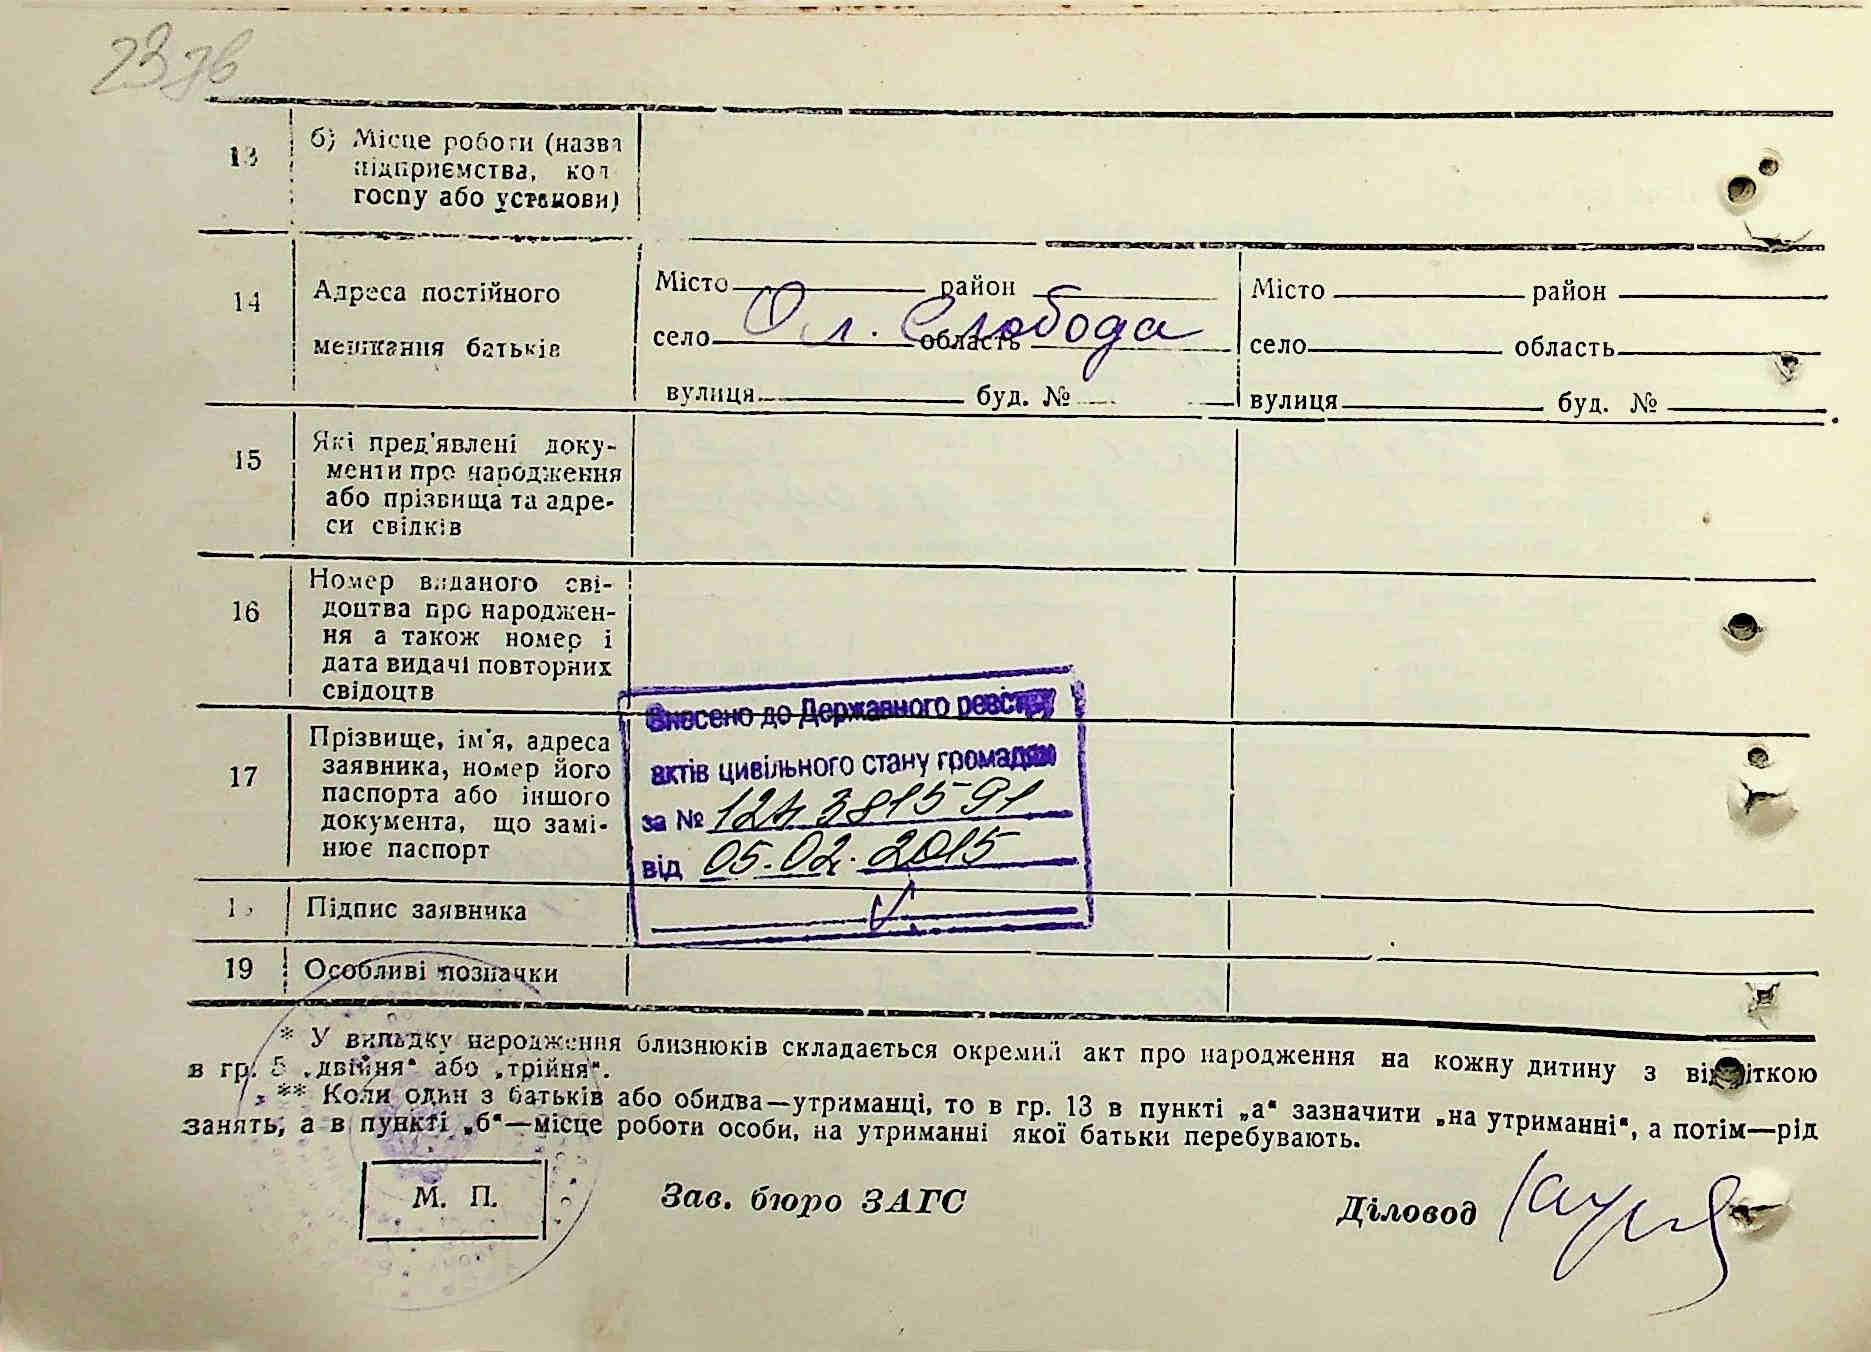 23зв
13 б) Місце роботи (назва
підприємства, кол-
госпу або установи)
14 Адреса постійного
мешкання батьків
Місто район
село Ол. Слобода область
вулиця буд. №
Місто район
село область
вулиця буд. №
15 Які пред'явлені доку-
менти про народження
або прізвища та адре-
си свідків
16 Номер виданого сві-
доцтва про народжен-
ня а також номер і
дата видачі повторних
свідоцтв
17 Прізвище, ім'я, адреса
заявника, номер його
паспорта або іншого
документа, що замі-
нює паспорт
Внесено до Державного реєстру
актів цивільного стану громадян
за №
від 05.02.2015
18 Підпис заявника
19 Особливі позначки
* У випадку народження близнюків складається окремий акт про народження на кожну дитину з відміткою
в гр. 5 „двійня“ або „трійня“.
** Коли один з батьків або обидва—утриманці, то в гр. 13 в пункті „а“ зазначити „на утриманні“, а потім—рід
занять, а в пункті „б“—місце роботи особи, на утриманні якої батьки перебувають.
М. П.
Зав. бюро ЗАГС
Діловод